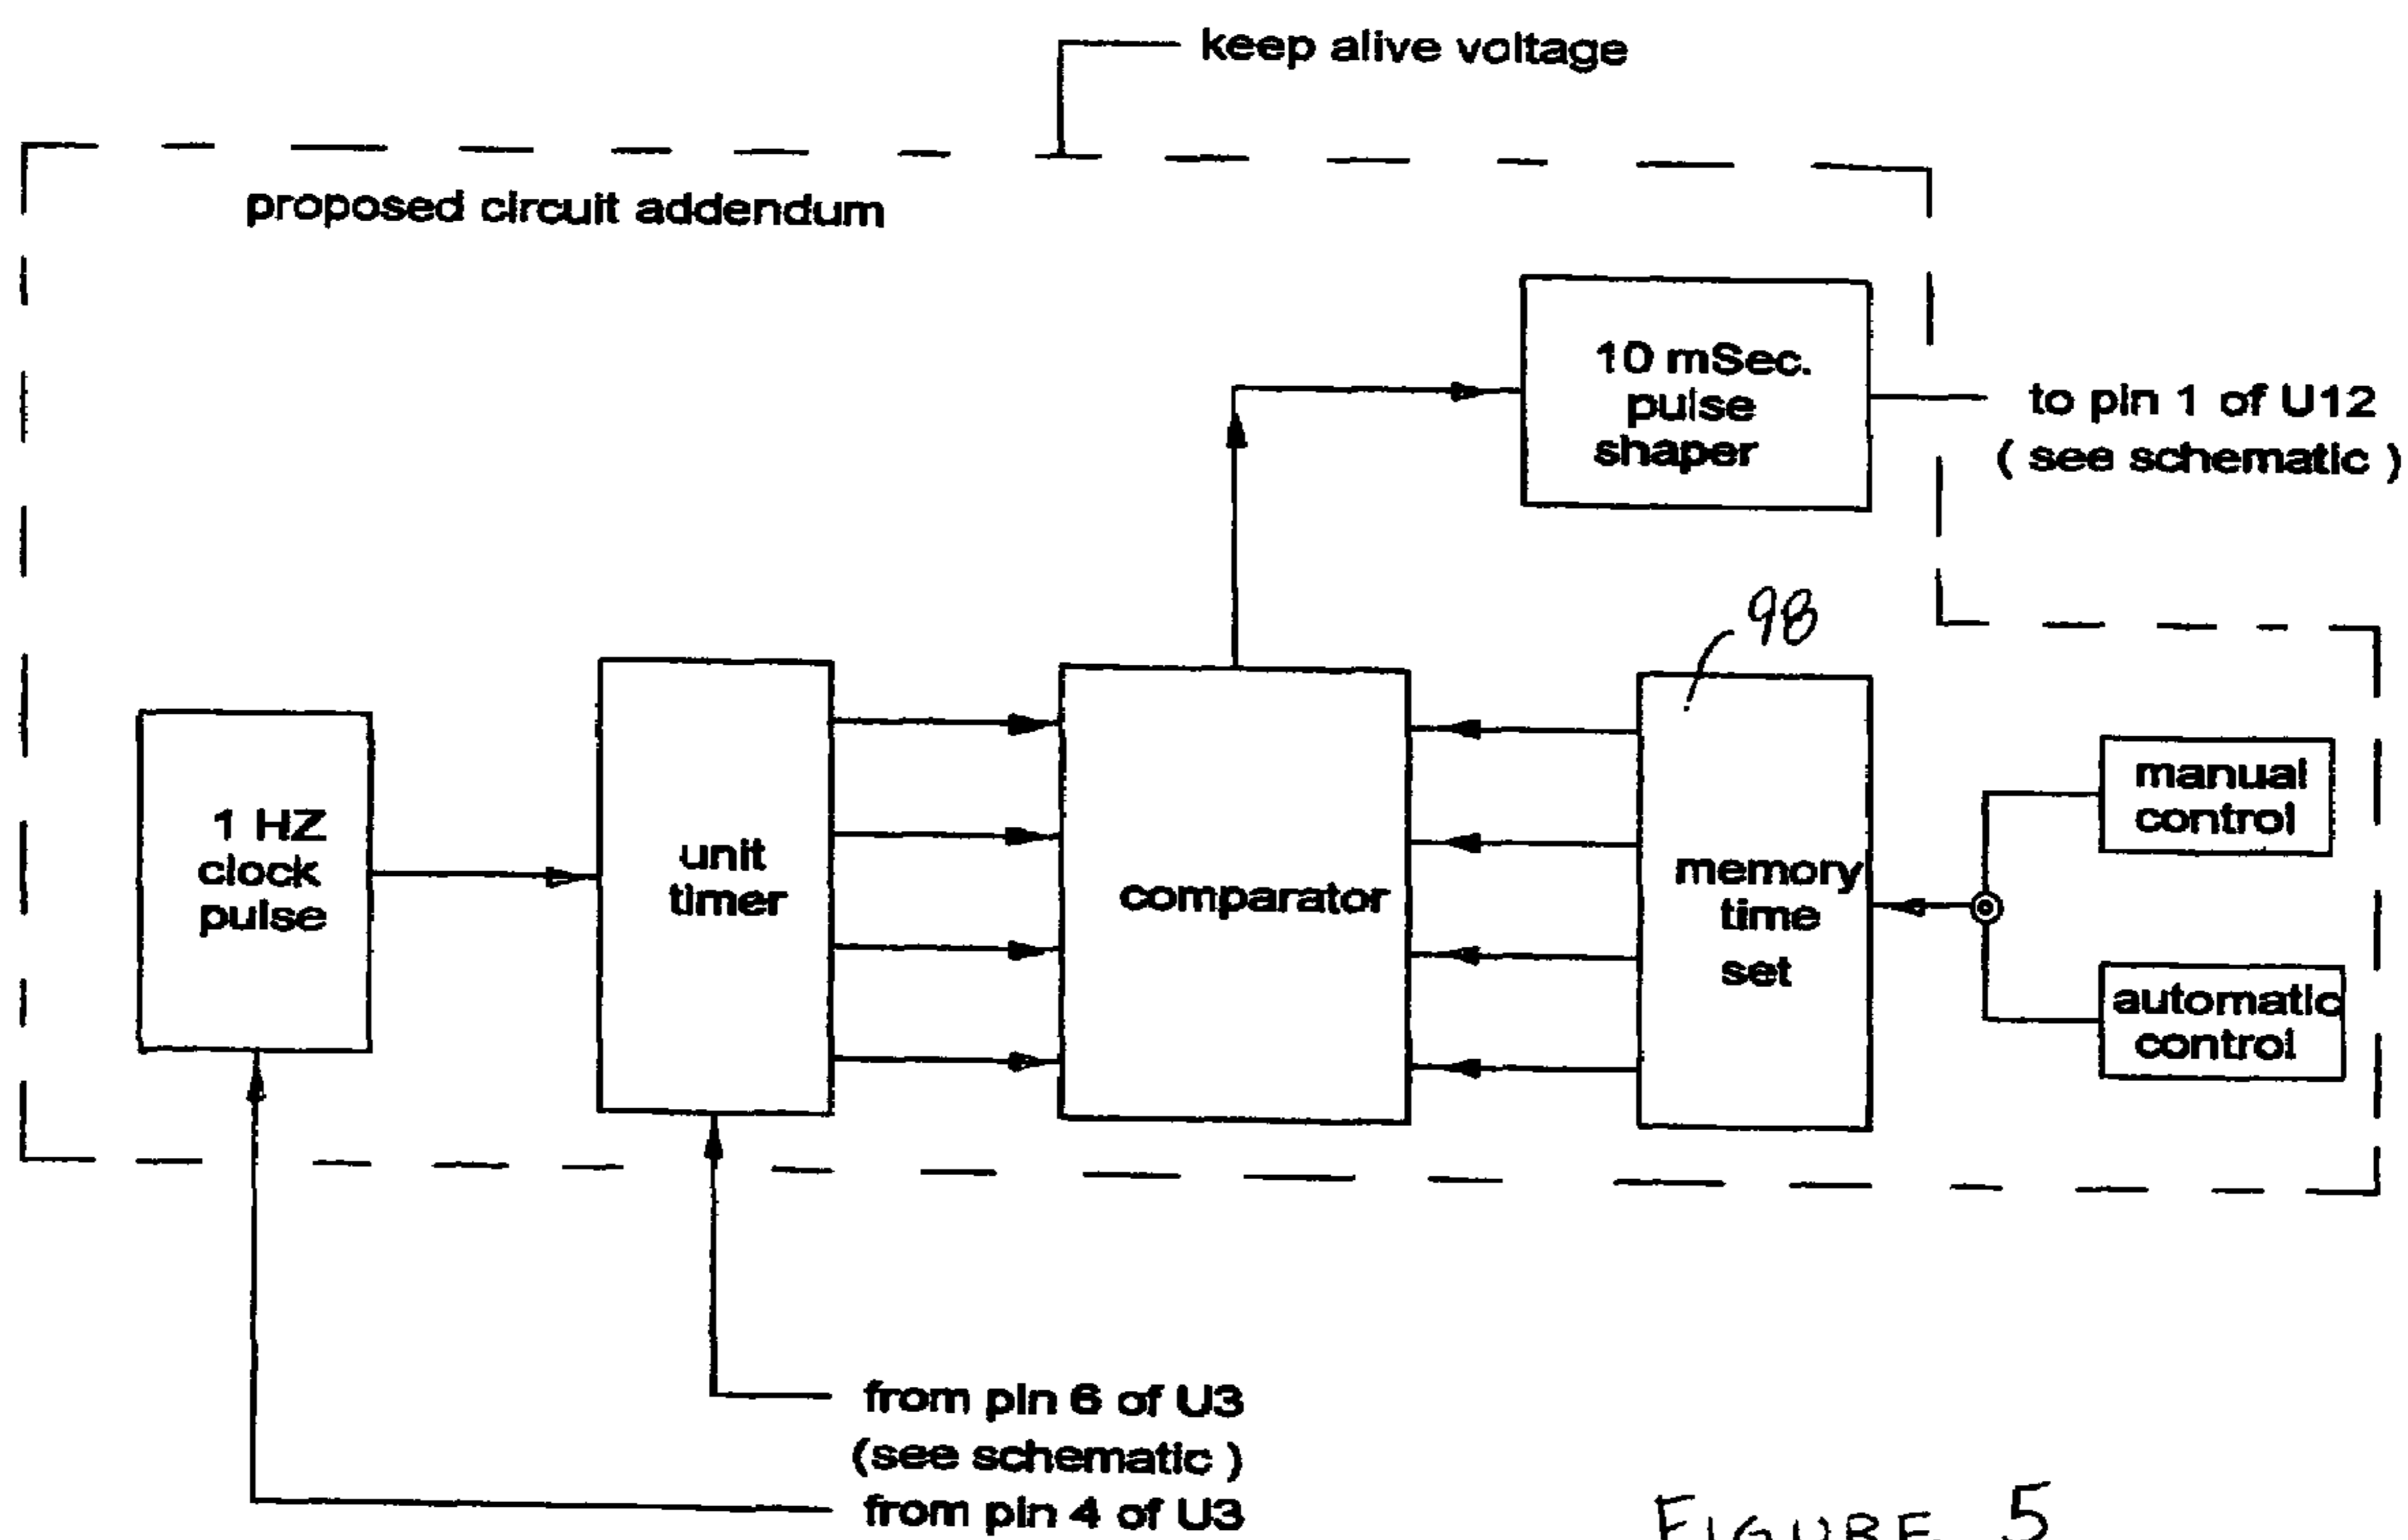 keep alive voltage
proposed circuit addendum
10 mSec.
pulse
shaper
to pin 1 of U12
( see schematic )
98
1 HZ
clock
pulse
unit
timer
comparator
memory
time
set
manual
control
automatic
control
from pin 6 of U3
(see schematic )
from pin 4 of U3
FIGURE 5